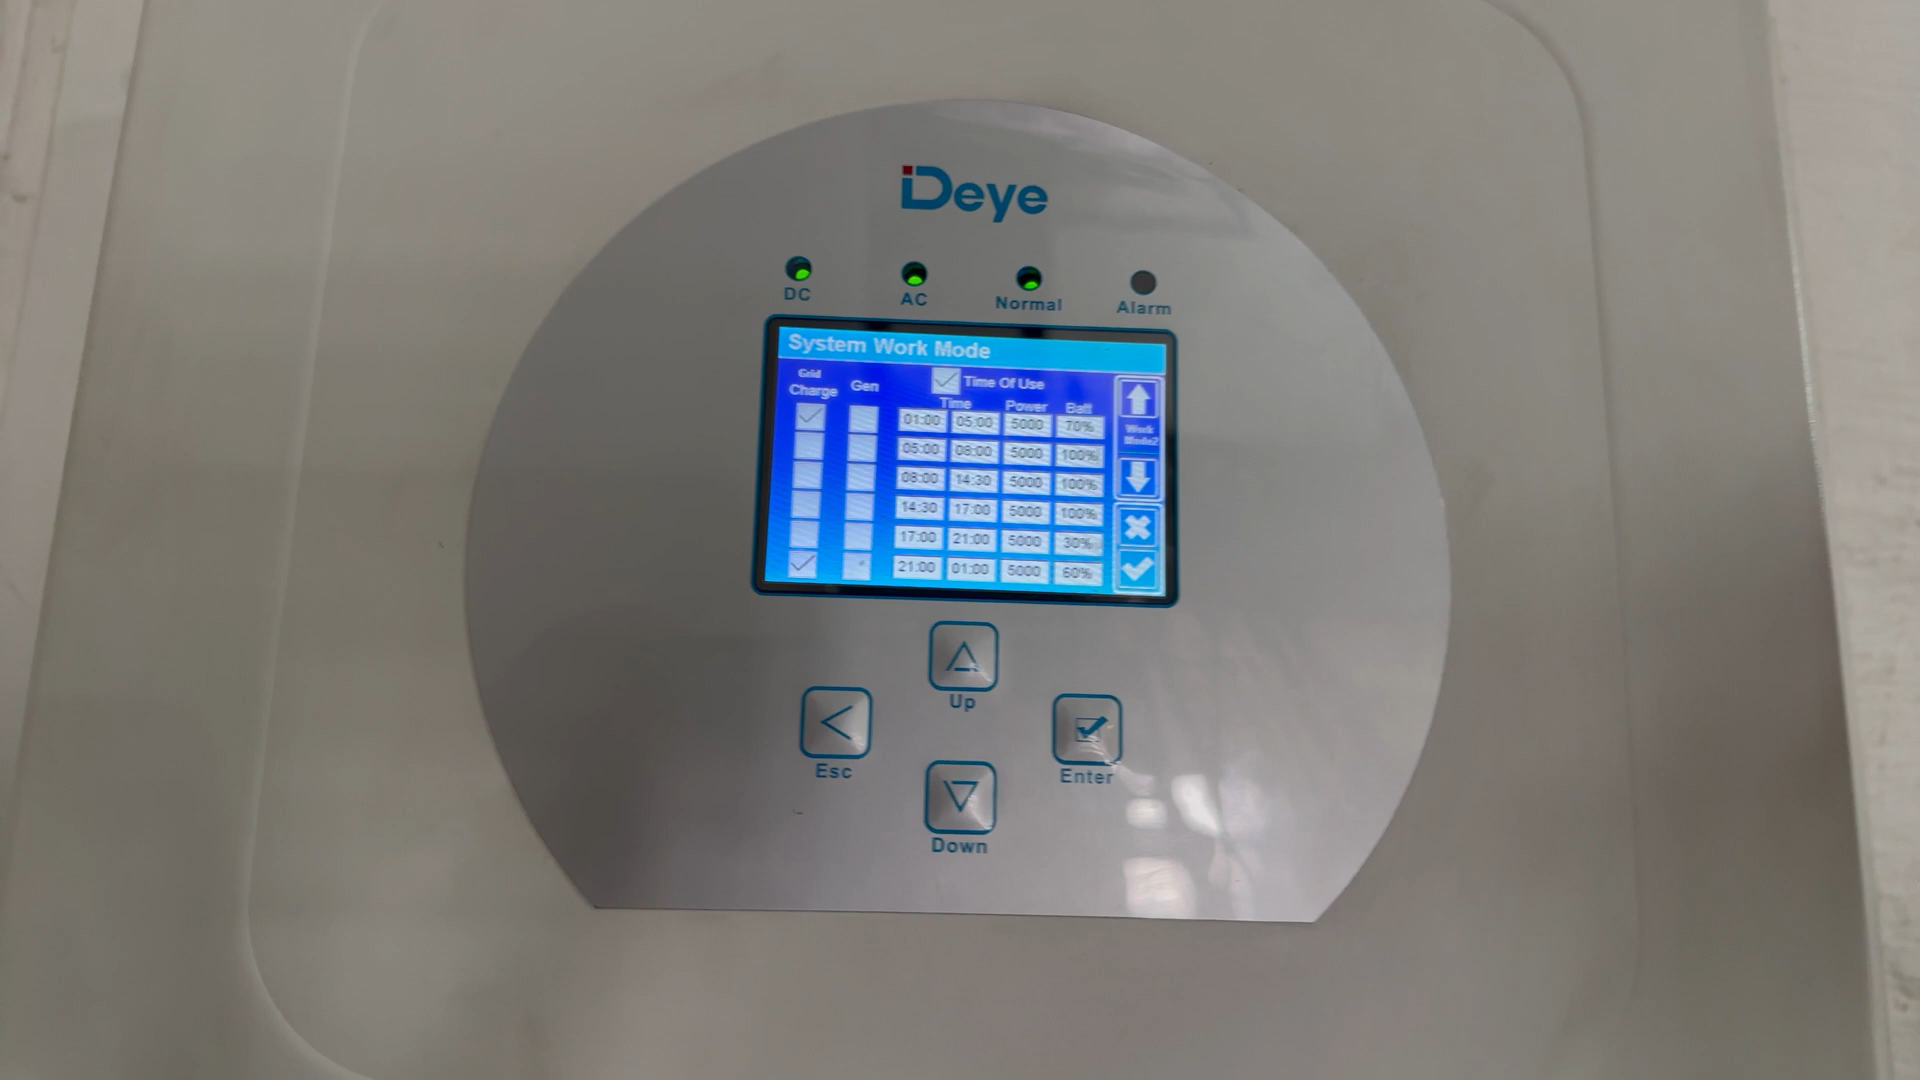 Deye
DC AC Normal Alarm
System Work Mode
Grid Charge Gen Time Of Use
Time Power Batt
01:00 05:00 5000 70%
05:00 08:00 5000 100%
08:00 14:30 5000 100%
14:30 17:00 5000 100%
17:00 21:00 5000 30%
21:00 01:00 5000 60%
Work Mode2
Up
Esc
Enter
Down